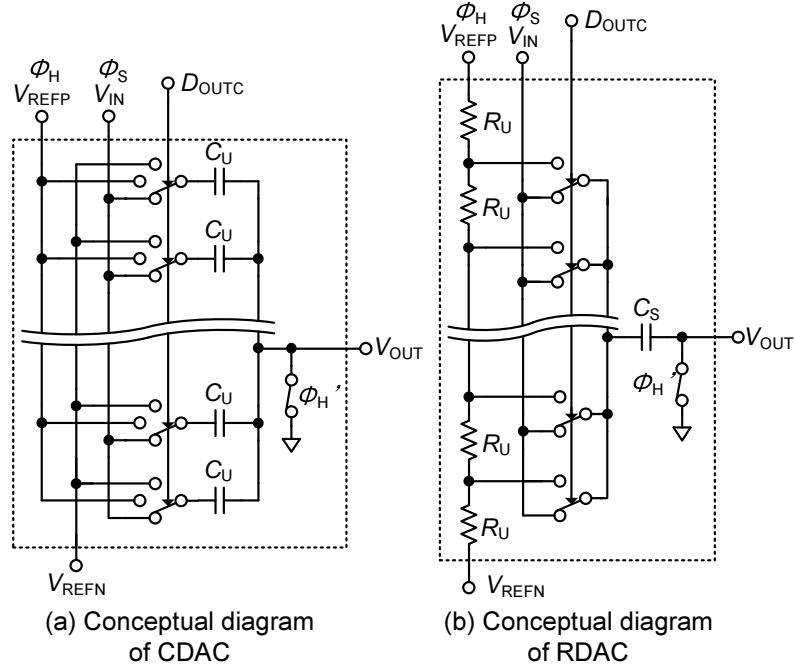 ΦH ΦS
VREFP VIN DOUTC
CU
CU
CU
CU
VOUT
ΦH′
VREFN
(a) Conceptual diagram
of CDAC
ΦH ΦS
VREFP VIN DOUTC
RU
RU
CS
VOUT
ΦH′
RU
RU
VREFN
(b) Conceptual diagram
of RDAC